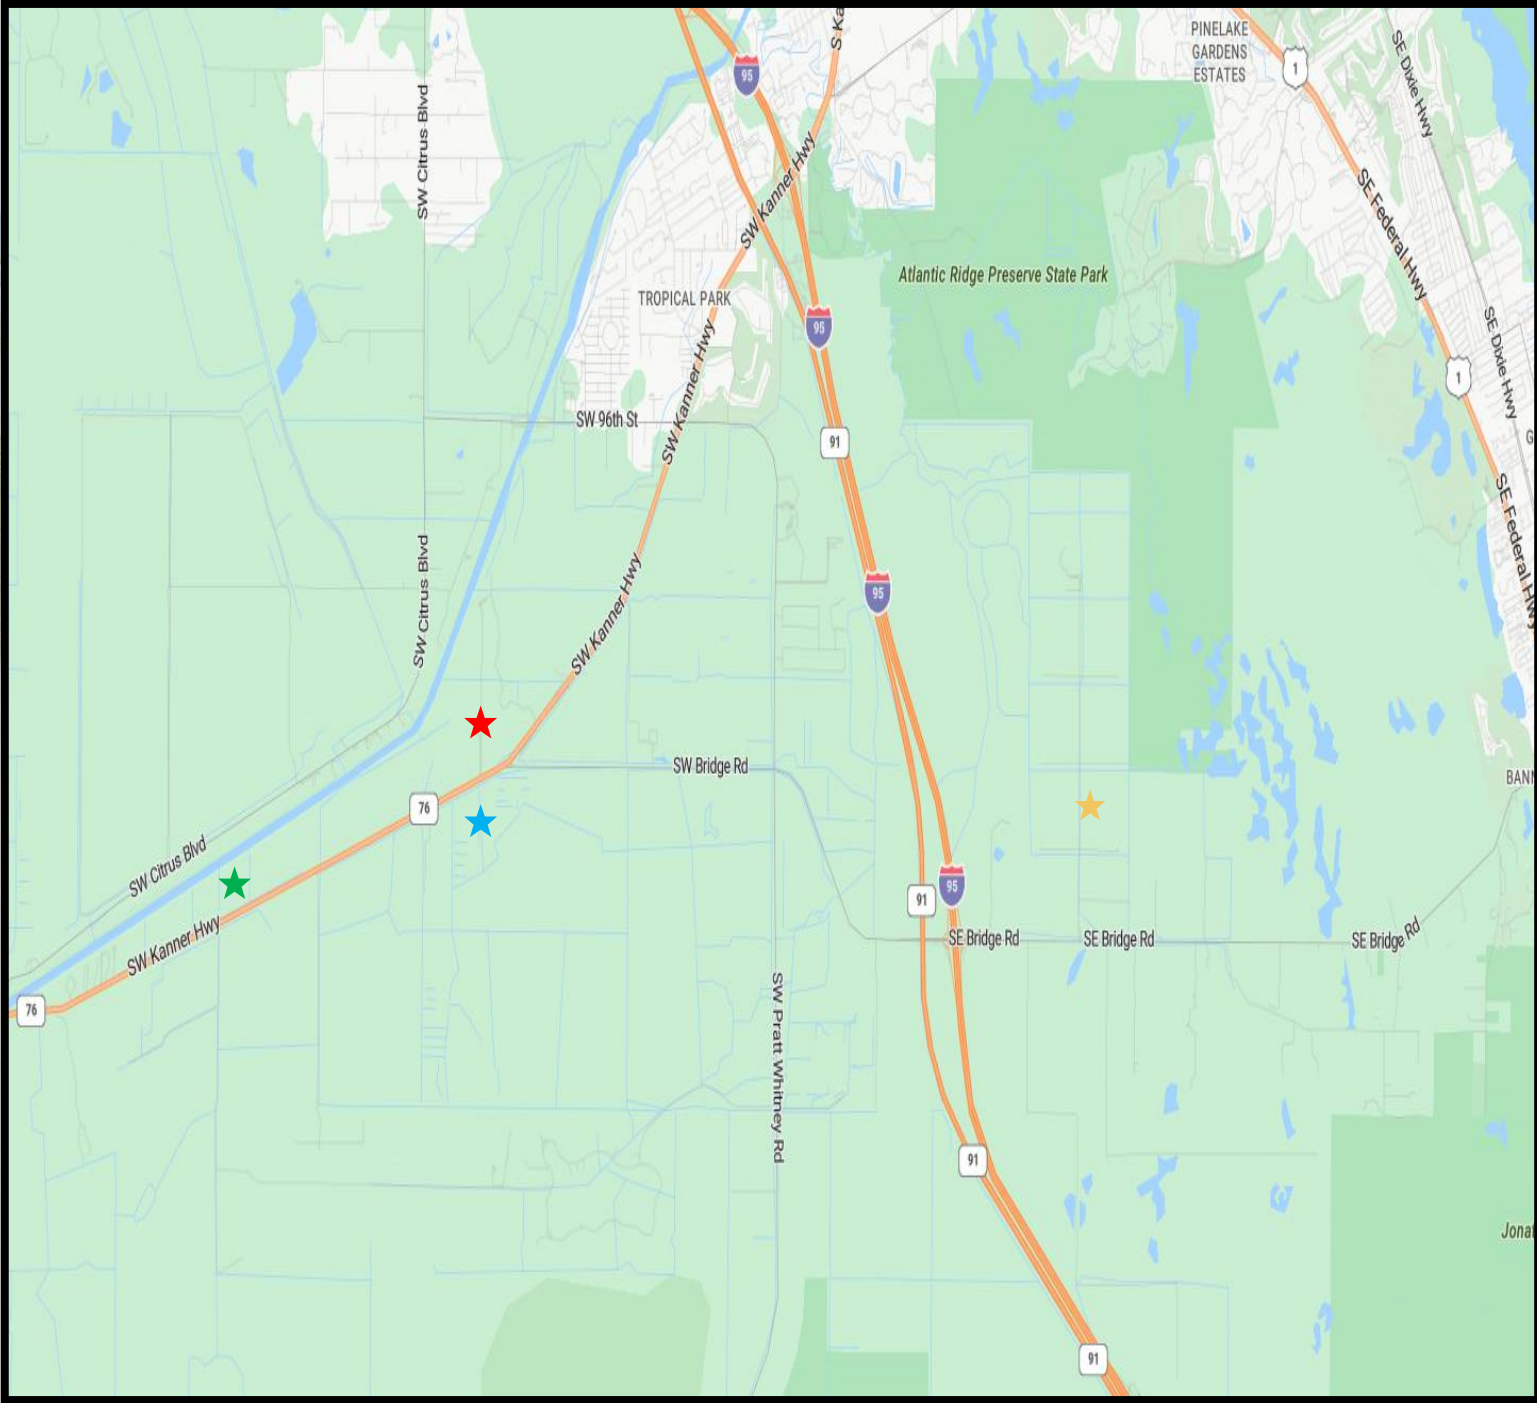 S Ka
PINELAKE
GARDENS
ESTATES
1
SE Dixie Hwy
95
SW Citrus Blvd
SW Kanner Hwy
SE Federal Hwy
Atlantic Ridge Preserve State Park
TROPICAL PARK
95
SW Kanner Hwy
SE Dixie Hwy
1
SW 96th St
91
G
SE Federal Hwy
SW Citrus Blvd
SW Kanner Hwy
95
SW Bridge Rd
BANN
76
SW Citrus Blvd
95
91
SW Kanner Hwy
SE Bridge Rd
SE Bridge Rd
SE Bridge Rd
76
SW Pratt Whitney Rd
91
Jonat
91